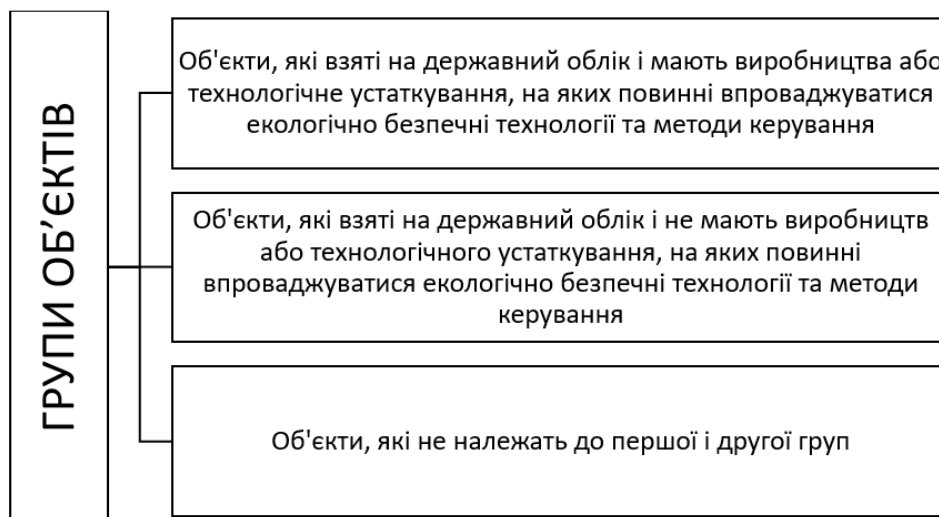 ГРУПИ ОБ’ЄКТІВ
Об'єкти, які взяті на державний облік і мають виробництва або
технологічне устаткування, на яких повинні впроваджуватися
екологічно безпечні технології та методи керування
Об'єкти, які взяті на державний облік і не мають виробництв
або технологічного устаткування, на яких повинні
впроваджуватися екологічно безпечні технології та методи
керування
Об'єкти, які не належать до першої і другої груп